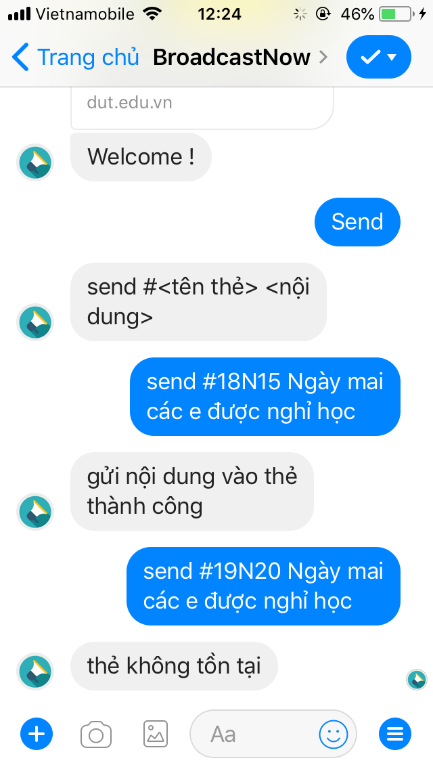 Vietnamobile 12:24 46%
Trang chủ BroadcastNow
dut.edu.vn
Welcome !
Send
send #<tên thẻ> <nội
dung>
send #18N15 Ngày mai
các e được nghỉ học
gửi nội dung vào thẻ
thành công
send #19N20 Ngày mai
các e được nghỉ học
thẻ không tồn tại
Aa